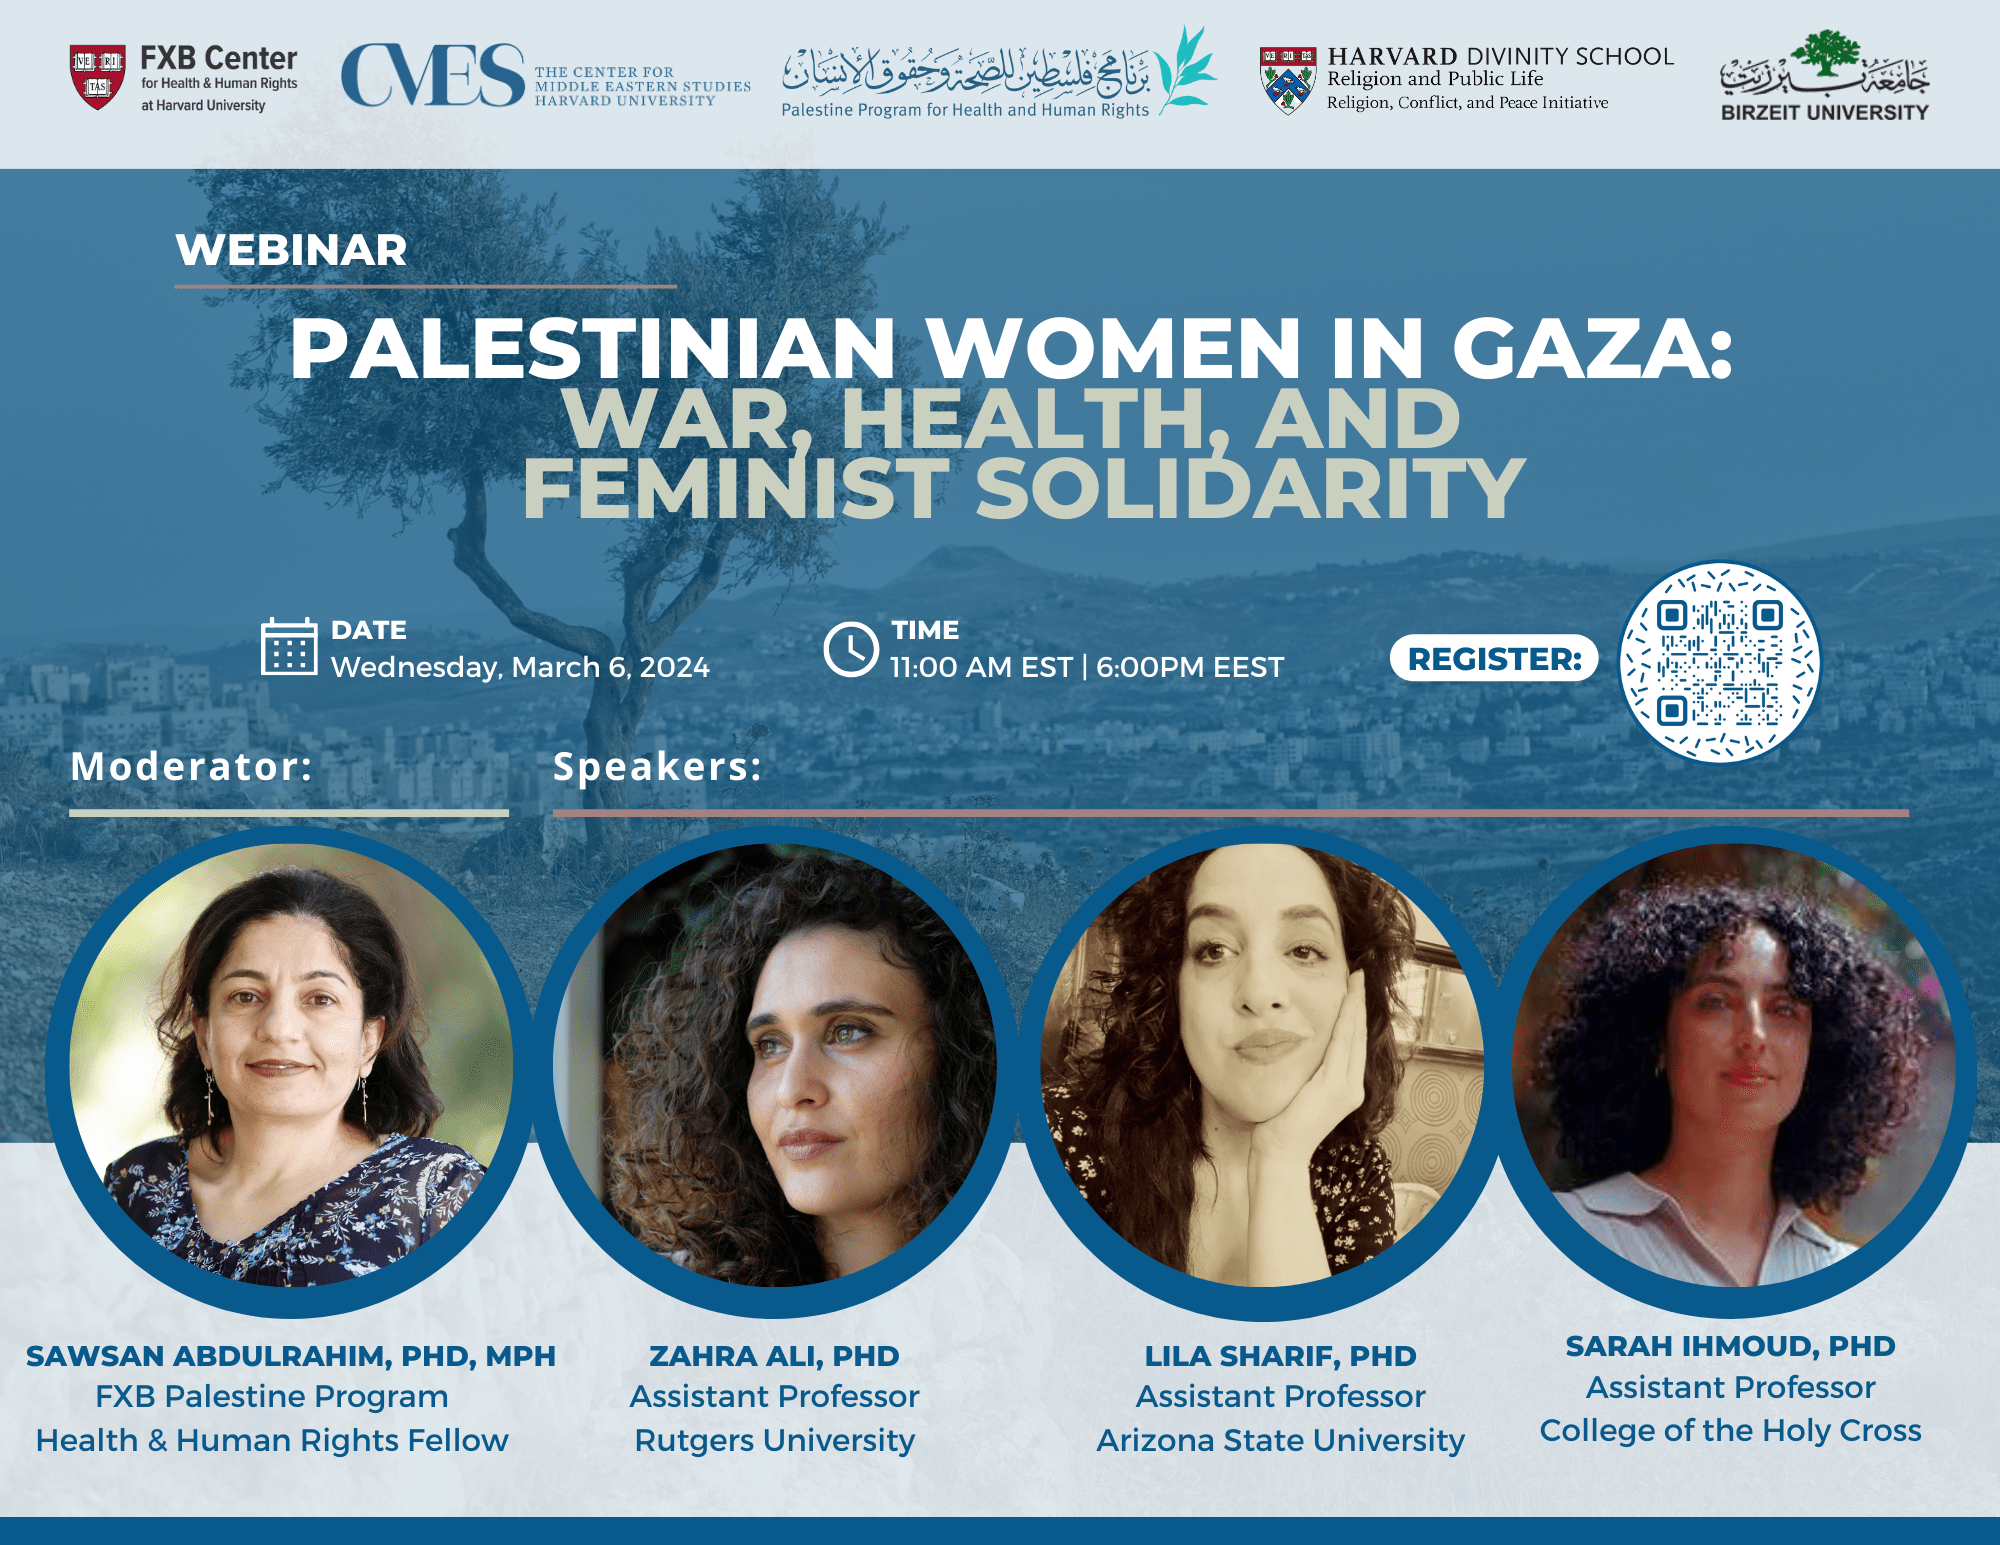 VE RI TAS
FXB Center
for Health & Human Rights
at Harvard University
CMES
THE CENTER FOR
MIDDLE EASTERN STUDIES
HARVARD UNIVERSITY
برنامج فلسطين للصحة وحقوق الإنسان
Palestine Program for Health and Human Rights
HARVARD DIVINITY SCHOOL
Religion and Public Life
Religion, Conflict, and Peace Initiative
جامعة بيرزيت
BIRZEIT UNIVERSITY
WEBINAR
PALESTINIAN WOMEN IN GAZA:
WAR, HEALTH, AND
FEMINIST SOLIDARITY
DATE
Wednesday, March 6, 2024
TIME
11:00 AM EST | 6:00PM EEST
REGISTER:
Moderator:
Speakers:
SAWSAN ABDULRAHIM, PHD, MPH
FXB Palestine Program
Health & Human Rights Fellow
ZAHRA ALI, PHD
Assistant Professor
Rutgers University
LILA SHARIF, PHD
Assistant Professor
Arizona State University
SARAH IHMOUD, PHD
Assistant Professor
College of the Holy Cross